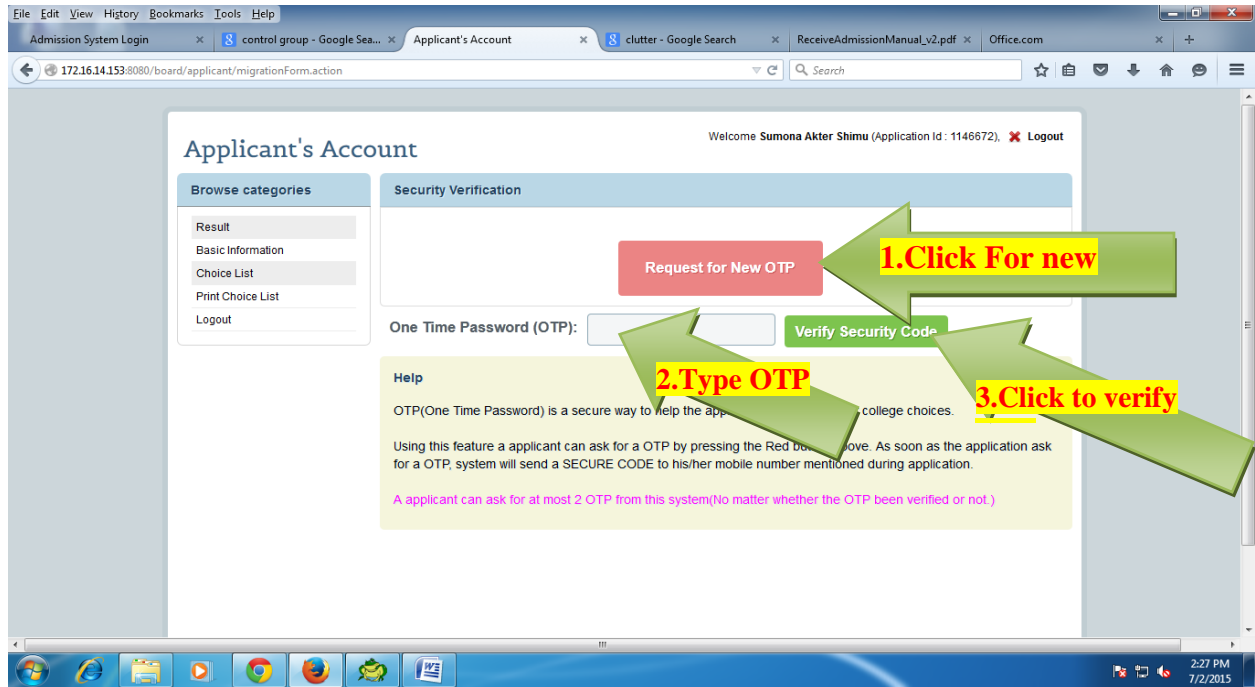 File Edit View History Bookmarks Tools Help
Admission System Login
control group - Google Sea...
Applicant's Account
clutter - Google Search
ReceiveAdmissionManual_v2.pdf
Office.com
172.16.14.153:8080/board/applicant/migrationForm.action
Search
Applicant's Account
Welcome Sumona Akter Shimu (Application Id : 1146672), Logout
Browse categories
Result
Basic Information
Choice List
Print Choice List
Logout
Security Verification
Request for New OTP
1.Click For new
One Time Password (OTP):
Verify Security Code
2.Type OTP
3.Click to verify
Help
OTP(One Time Password) is a secure way to help the college choices.
Using this feature a applicant can ask for a OTP by pressing the Red above. As soon as the application ask
for a OTP, system will send a SECURE CODE to his/her mobile number mentioned during application.
A applicant can ask for at most 2 OTP from this system(No matter whether the OTP been verified or not.)
2:27 PM
7/2/2015